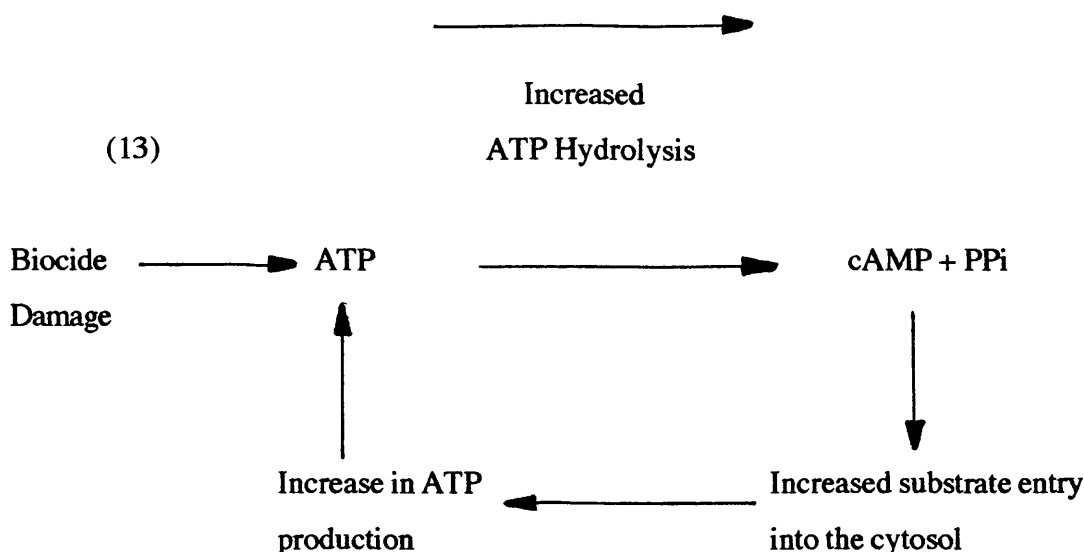 Increased
(13) ATP Hydrolysis
Biocide ATP cAMP + PPi
Damage
Increase in ATP Increased substrate entry
production into the cytosol